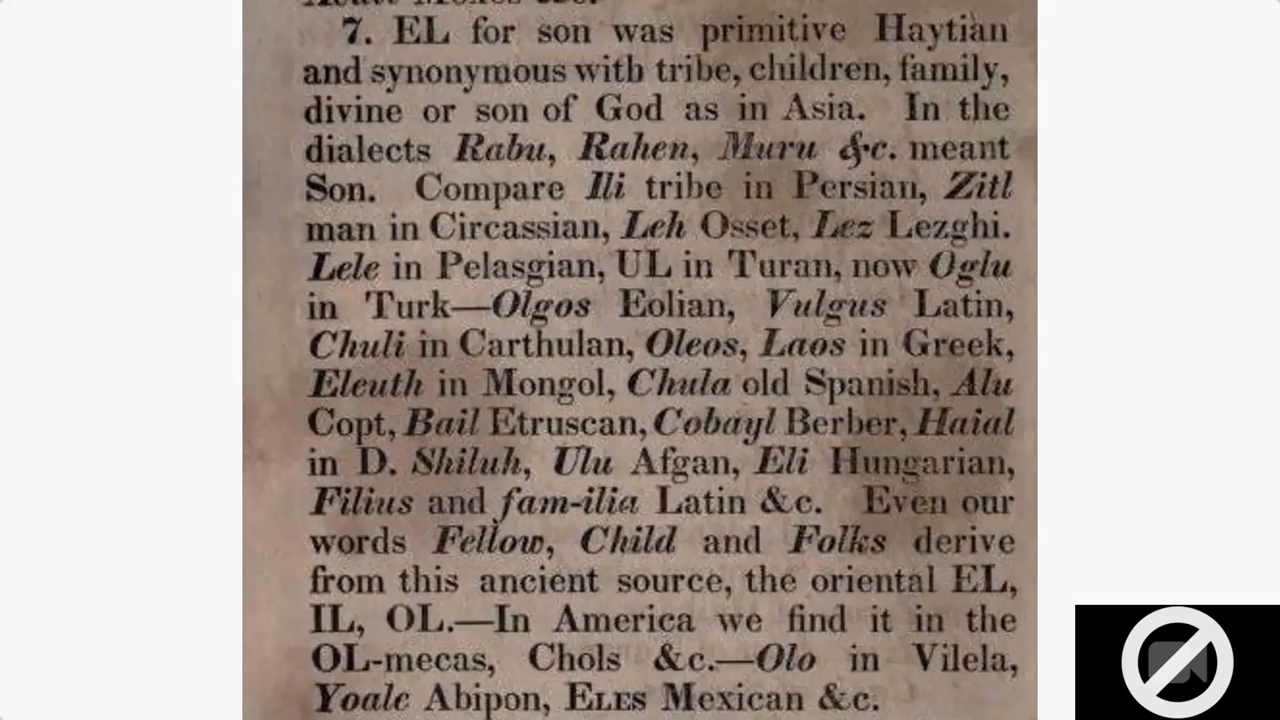 7. EL for son was primitive Haytian
and synonymous with tribe, children, family,
divine or son of God as in Asia. In the
dialects Rabu, Rahen, Muru &c. meant
Son. Compare Ili tribe in Persian, Zitl
man in Circassian, Leh Osset, Lez Lezghi.
Lele in Pelasgian, UL in Turan, now Oglu
in Turk—Olgos Eolian, Vulgus Latin,
Chuli in Carthulan, Oleos, Laos in Greek,
Eleuth in Mongol, Chula old Spanish, Alu
Copt, Bail Etruscan, Cobayl Berber, Haial
in D. Shiluh, Ulu Afgan, Eli Hungarian,
Filius and fam-ilia Latin &c. Even our
words Fellow, Child and Folks derive
from this ancient source, the oriental EL,
IL, OL.—In America we find it in the
OL-mecas, Chols &c.—Olo in Vilela,
Yoale Abipon, ELES Mexican &c.